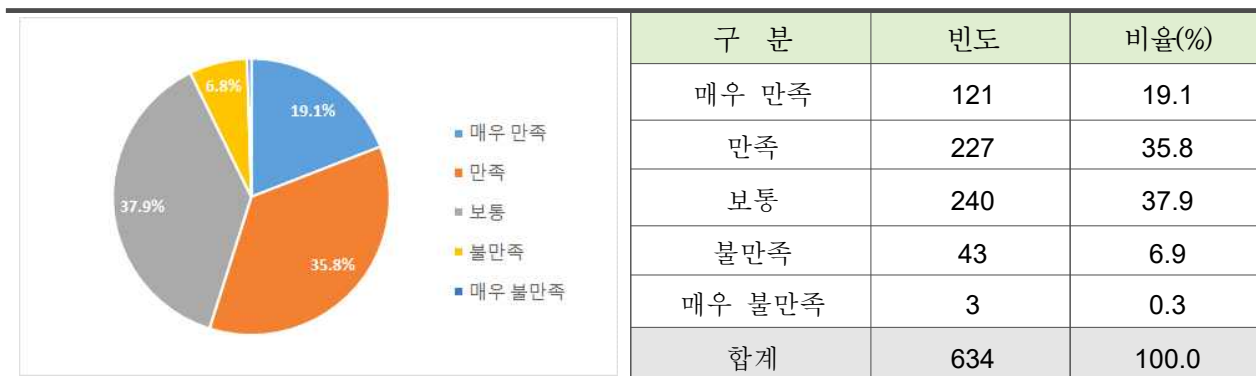 6.8%
19.1%
37.9%
35.8%
매우 만족
만족
보통
불만족
매우 불만족
구 분 빈도 비율(%)
매우 만족 121 19.1
만족 227 35.8
보통 240 37.9
불만족 43 6.9
매우 불만족 3 0.3
합계 634 100.0